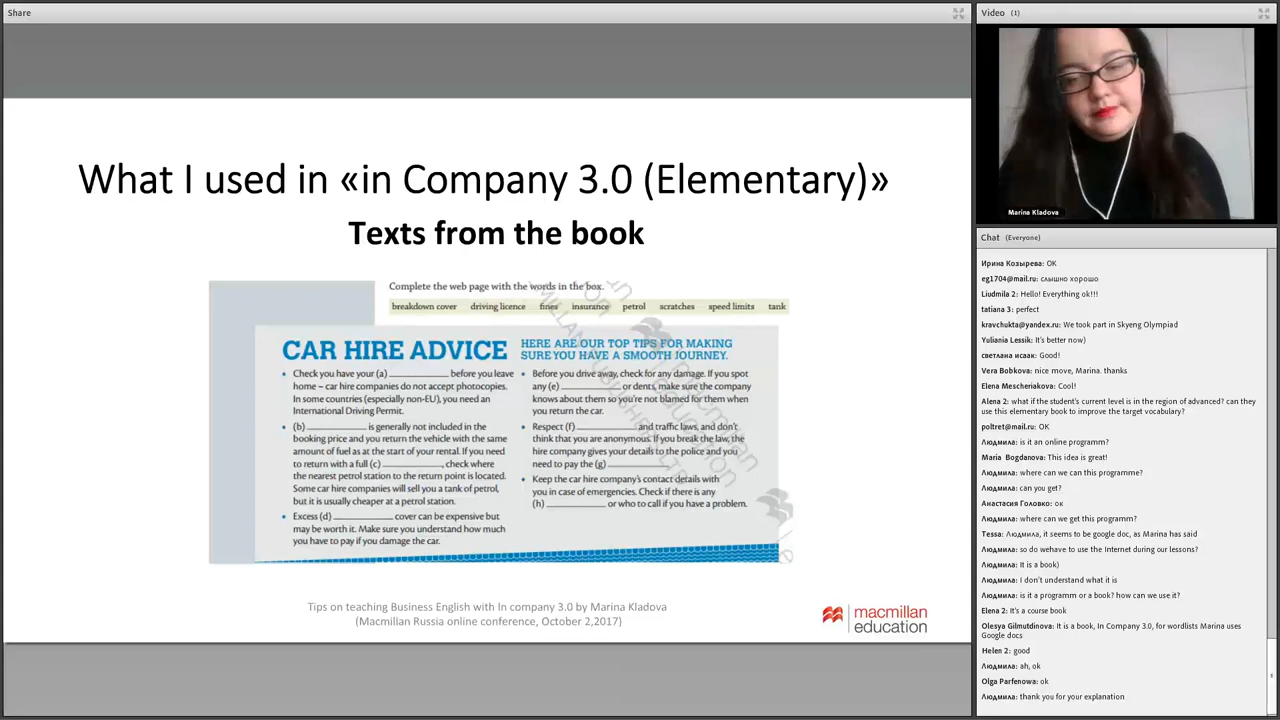 Share
What I used in «in Company 3.0 (Elementary)»
Texts from the book
Complete the web page with the words in the box.
breakdown cover driving licence fines insurance petrol scratches speed limits tank
CAR HIRE ADVICE
• Check you have your (a) ____________ before you leave
home – car hire companies do not accept photocopies.
In some countries (especially non-EU), you need an
International Driving Permit.
• (b) ____________ is generally not included in the
booking price and you return the vehicle with the same
amount of fuel as at the start of your rental. If you need
to return with a full (c) ____________, check where
the nearest petrol station to the return point is located.
Some car hire companies will sell you a tank of petrol,
but it is usually cheaper at a petrol station.
• Excess (d) ____________ cover can be expensive but
may be worth it. Make sure you understand how much
you have to pay if you damage the car.
HERE ARE OUR TOP TIPS FOR MAKING
SURE YOU HAVE A SMOOTH JOURNEY.
• Before you drive away, check for any damage. If you spot
any (e) ____________ or dents, make sure the company
knows about them so you're not blamed for them when
you return the car.
• Respect (f) ____________ and traffic laws, and don't
think that you are anonymous. If you break the law, the
hire company gives your details to the police and you
need to pay the (g) ____________.
• Keep the car hire company's contact details with
you in case of emergencies. Check if there is any
(h) ____________ or who to call if you have a problem.
Tips on teaching Business English with In company 3.0 by Marina Kladova
(Macmillan Russia online conference, October 2,2017)
macmillan
education
Video (1)
Marina Kladova
Chat (Everyone)
Ирина Козырева: OK
eg1704@mail.ru: слышно хорошо
Liudmila 2: Hello! Everything ok!!!
tatiana 3: perfect
kravchukta@yandex.ru: We took part in Skyeng Olympiad
Yuliania Lessik: It's better now)
светлана исаак: Good!
Vera Bobkova: nice move, Marina. thanks
Elena Mescheriakova: Cool!
Alena 2: what if the student's current level is in the region of advanced? can they
use this elementary book to improve the target vocabulary?
poltret@mail.ru: OK
Людмила: is it an online programm?
Maria Bogdanova: This idea is great!
Людмила: where can we can this programme?
Людмила: can you get?
Анастасия Головко: ок
Людмила: where can we get this programm?
Tessa: Людмила, it seems to be google doc, as Marina has said
Людмила: so do wehave to use the Internet during our lessons?
Людмила: It is a book)
Людмила: I don't understand what it is
Людмила: is it a programm or a book? how can we use it?
Elena 2: It's a course book
Olesya Gilmutdinova: It is a book, In Company 3.0, for wordlists Marina uses
Google docs
Helen 2: good
Людмила: ah, ok
Olga Parfenowa: ok
Людмила: thank you for your explanation